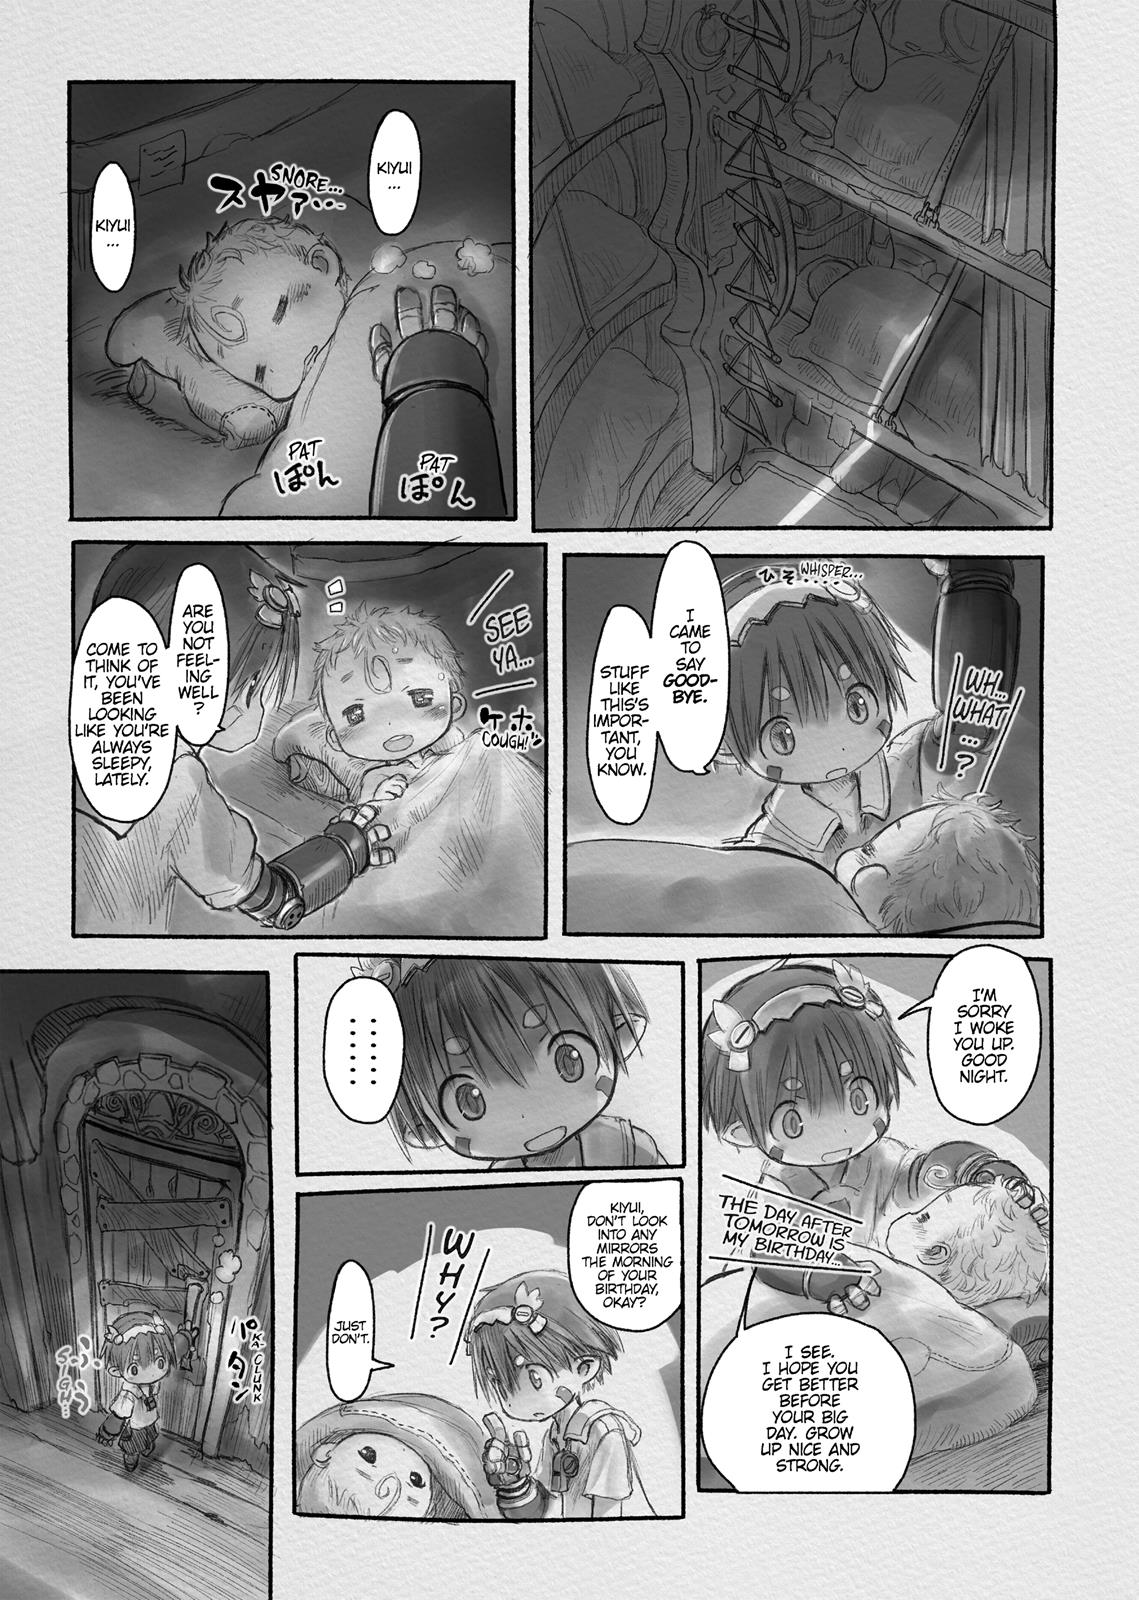 KIYUI
...
SNORE...
スヤァ...
KIYUI
...
PAT
ぽん
PAT
ぽん
WHISPER...
ひそ....
I
CAME
TO
SAY
GOOD-
BYE.
STUFF
LIKE
THIS'S
IMPOR-
TANT,
YOU
KNOW.
WH...
WHAT
...?
SEE
YA...
ケホ
COUGH!
ARE
YOU
NOT
FEEL-
ING
WELL?
COME TO
THINK OF
IT, YOU'VE
BEEN
LOOKING
LIKE YOU'RE
ALWAYS
SLEEPY,
LATELY.
I'M
SORRY
I WOKE
YOU UP.
GOOD
NIGHT.
THE DAY AFTER
TOMORROW IS
MY BIRTHDAY...
I SEE.
I HOPE YOU
GET BETTER
BEFORE
YOUR BIG
DAY. GROW
UP NICE AND
STRONG.
........
KIYUI,
DON'T LOOK
INTO ANY
MIRRORS
THE MORNING
OF YOUR
BIRTHDAY,
OKAY?
WHY?
JUST
DON'T.
パタン
KA-CLUNK
ふぅ
SIGH...